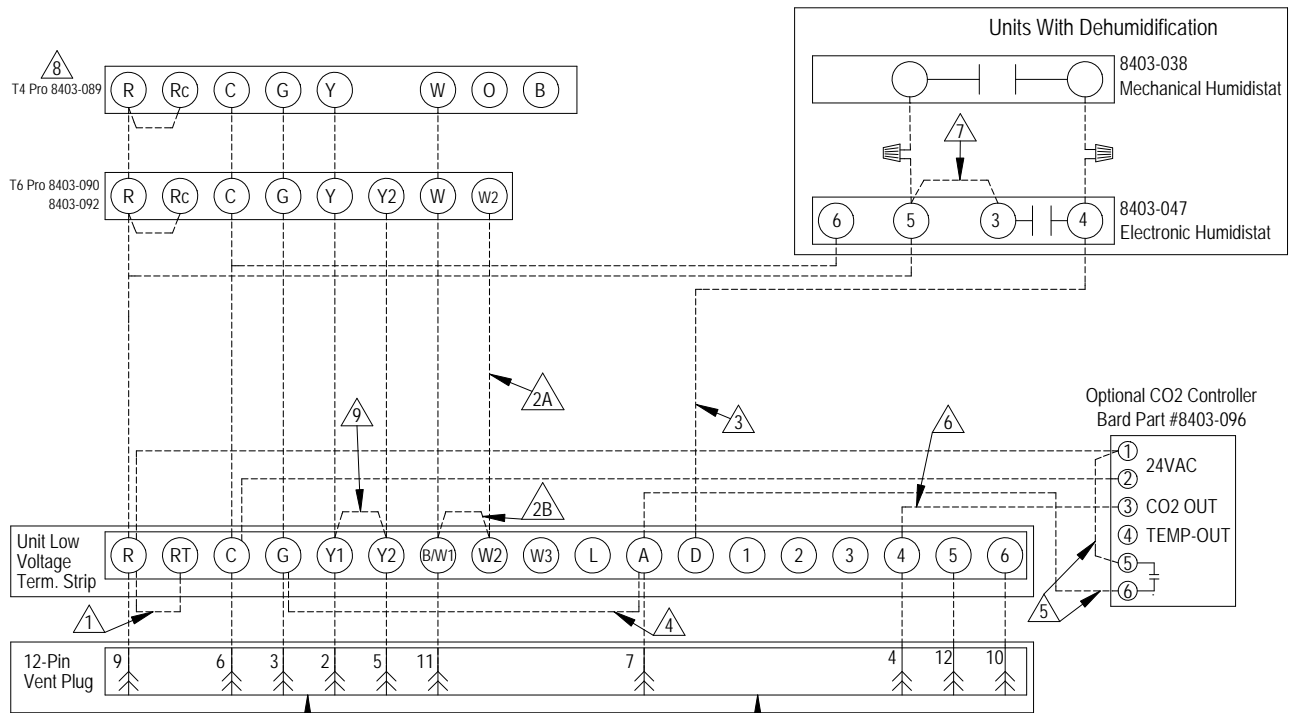 Units With Dehumidification
8403-038
Mechanical Humidistat
8
T4 Pro 8403-089
R Rc C G Y W O B
7
T6 Pro 8403-090
8403-092
R Rc C G Y Y2 W W2
6 5 3 4
8403-047
Electronic Humidistat
2A
9
3
6
Optional CO2 Controller
Bard Part #8403-096
1
24VAC
2
3 CO2 OUT
4 TEMP-OUT
5
6
2B
Unit Low
Voltage
Term. Strip
R RT C G Y1 Y2 B/W1 W2 W3 L A D 1 2 3 4 5 6
1
4
5
12-Pin
Vent Plug
9 6 3 2 5 11 7 4 12 10